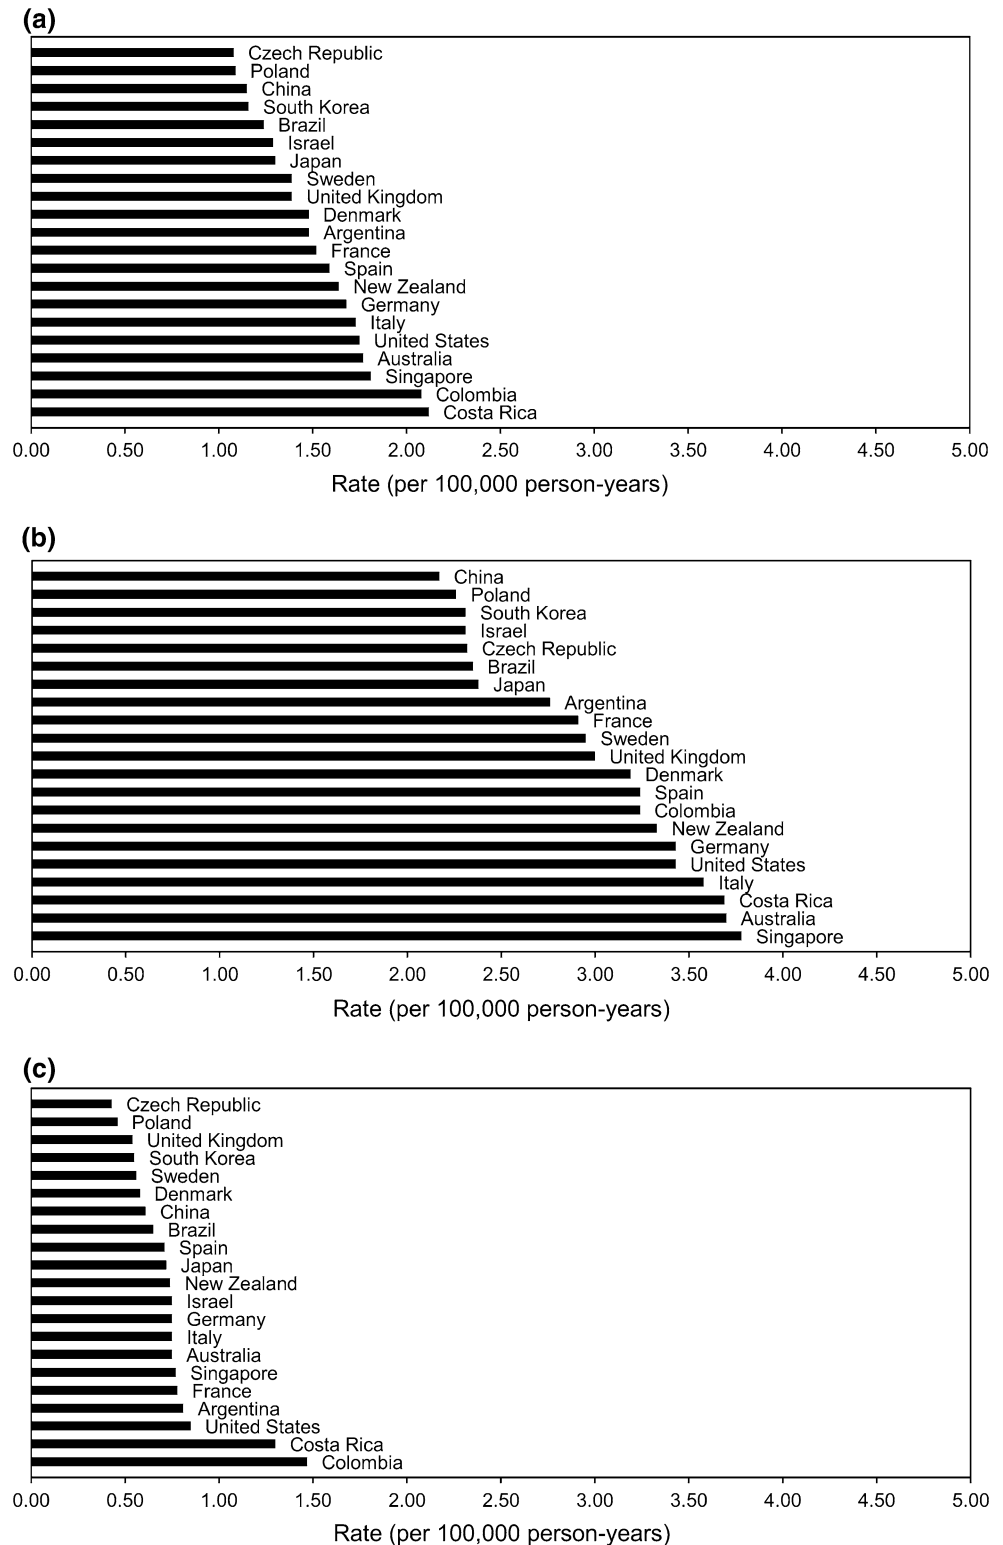 (a)
Czech Republic
Poland
China
South Korea
Brazil
Israel
Japan
Sweden
United Kingdom
Denmark
Argentina
France
Spain
New Zealand
Germany
Italy
United States
Australia
Singapore
Colombia
Costa Rica
0.00 0.50 1.00 1.50 2.00 2.50 3.00 3.50 4.00 4.50 5.00
Rate (per 100,000 person-years)
(b)
China
Poland
South Korea
Israel
Czech Republic
Brazil
Japan
Argentina
France
Sweden
United Kingdom
Denmark
Spain
Colombia
New Zealand
Germany
United States
Italy
Costa Rica
Australia
Singapore
0.00 0.50 1.00 1.50 2.00 2.50 3.00 3.50 4.00 4.50 5.00
Rate (per 100,000 person-years)
(c)
Czech Republic
Poland
United Kingdom
South Korea
Sweden
Denmark
China
Brazil
Spain
Japan
New Zealand
Israel
Germany
Italy
Australia
Singapore
France
Argentina
United States
Costa Rica
Colombia
0.00 0.50 1.00 1.50 2.00 2.50 3.00 3.50 4.00 4.50 5.00
Rate (per 100,000 person-years)